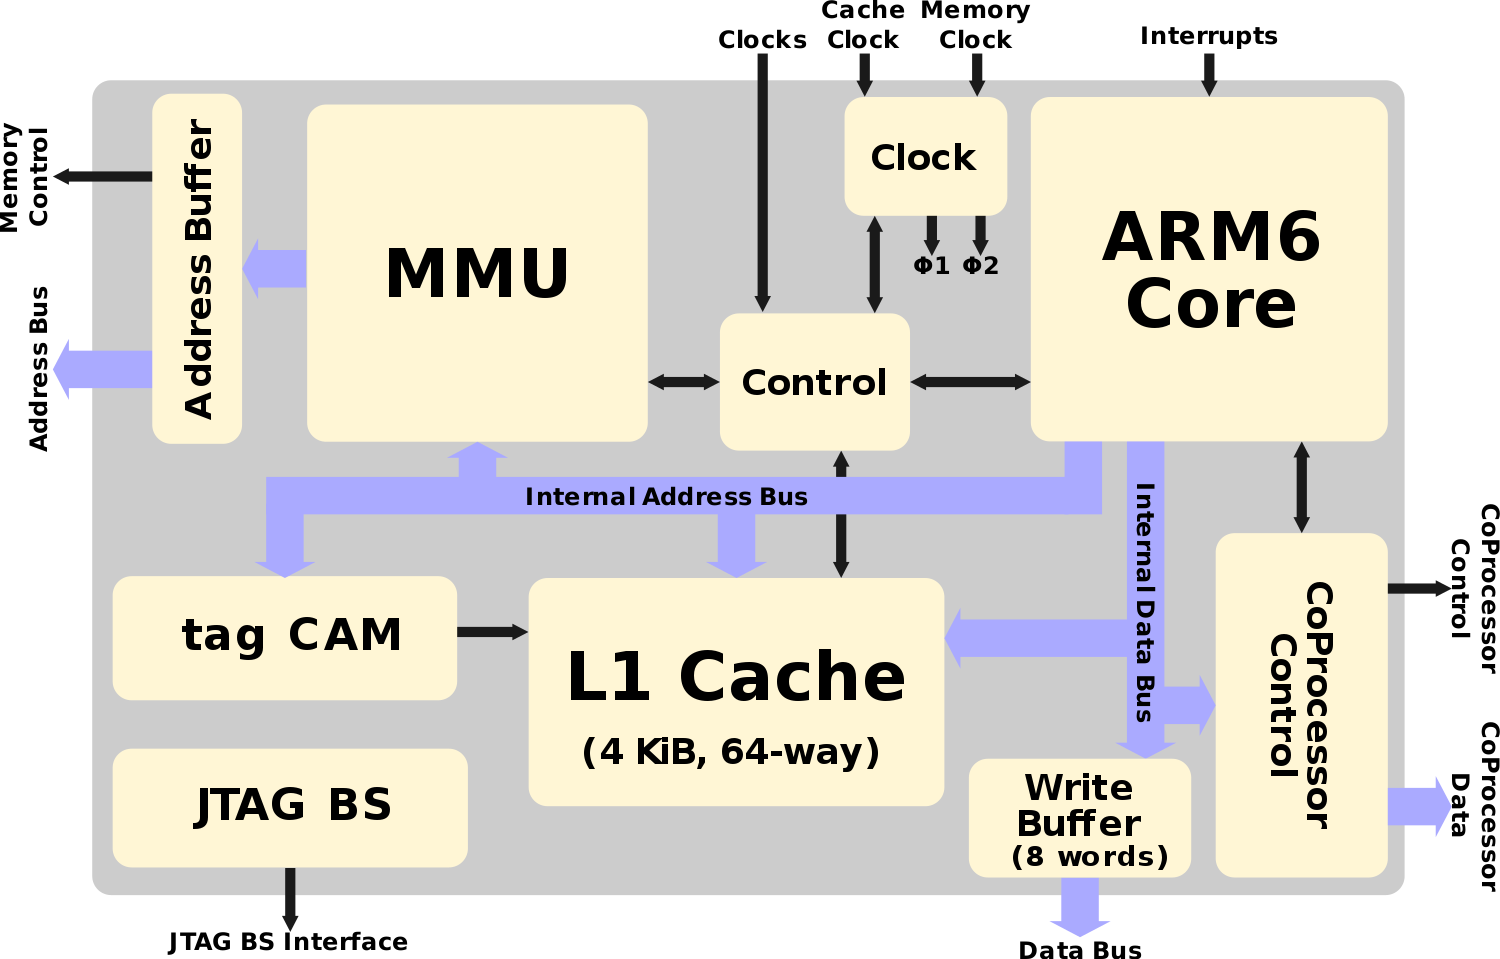 Clocks
Cache
Clock
Memory
Clock
Interrupts
Memory
Control
Address Buffer
MMU
Clock
ARM6
Core
Φ1
Φ2
Address Bus
Control
Internal Address Bus
Internal Data Bus
CoProcessor
Control
tag CAM
L1 Cache
(4 KiB, 64-way)
CoProcessor
Control
JTAG BS
Write
Buffer
(8 words)
CoProcessor
Data
JTAG BS Interface
Data Bus